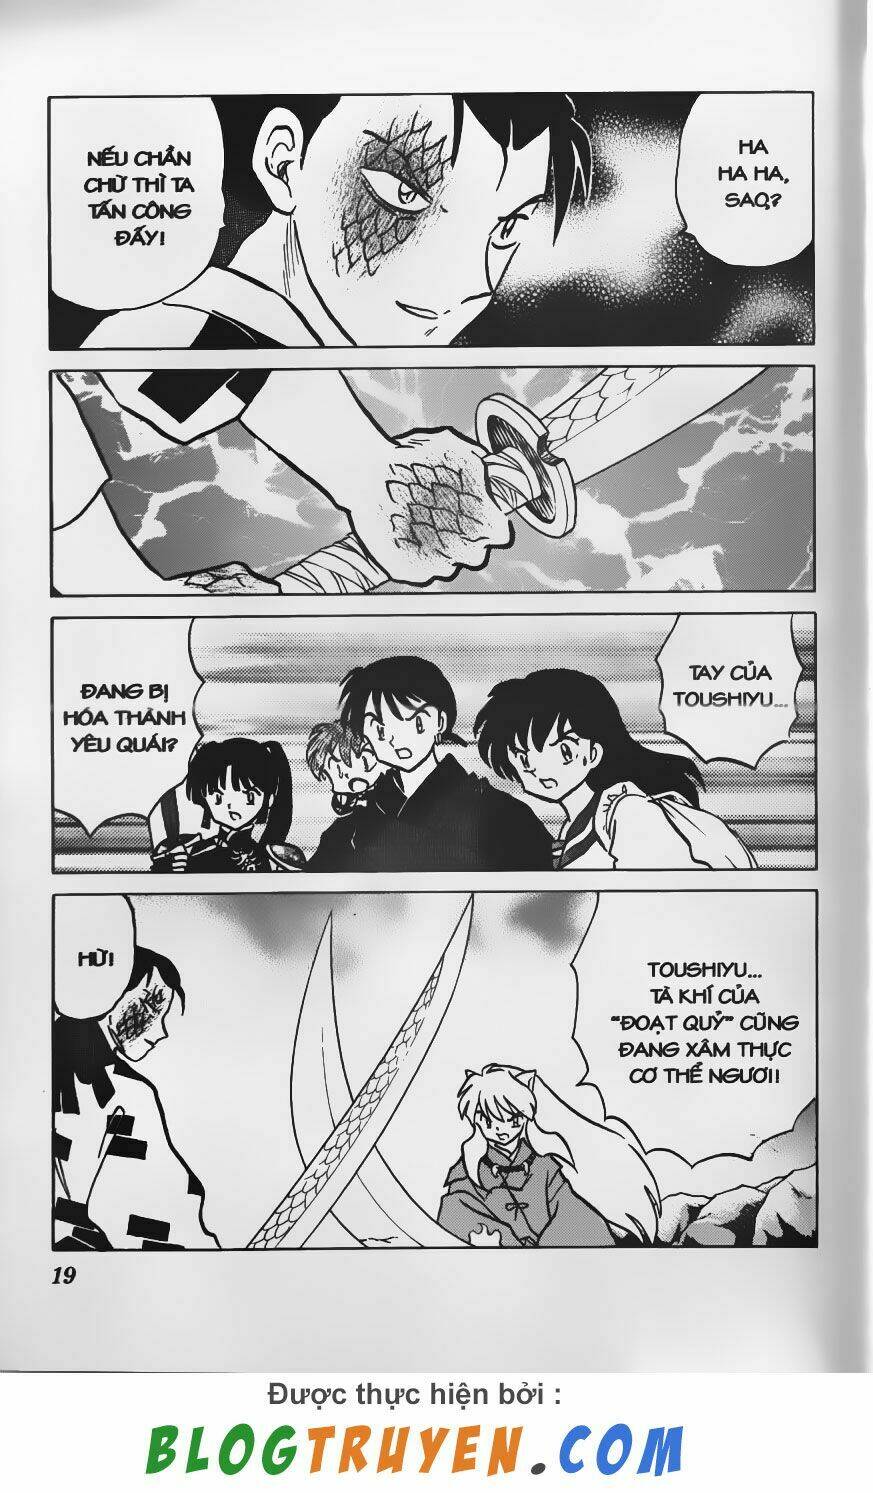 HA
HA HA,
SAO?
NẾU CHẦN
CHỪ THÌ TA
TẤN CÔNG
ĐẤY!
TAY CỦA
TOUSHIYU...
ĐANG BỊ
HÓA THÀNH
YÊU QUÁI?
TOUSHIYU...
TÀ KHÍ CỦA
“ĐOẠT QUỶ” CŨNG
ĐANG XÂM THỰC
CƠ THỂ NGƯƠI!
HỪ!
19
Được thực hiện bởi :
BLOGTRUYEN.COM